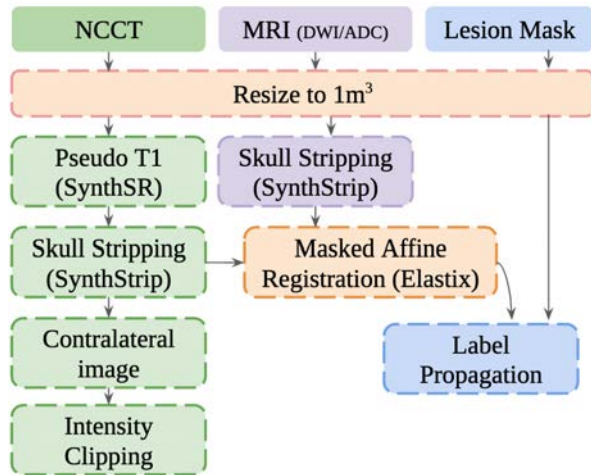 NCCT
MRI (DWI/ADC)
Lesion Mask
Resize to 1m³
Pseudo T1
(SynthSR)
Skull Stripping
(SynthStrip)
Skull Stripping
(SynthStrip)
Masked Affine
Registration (Elastix)
Contralateral
image
Label
Propagation
Intensity
Clipping